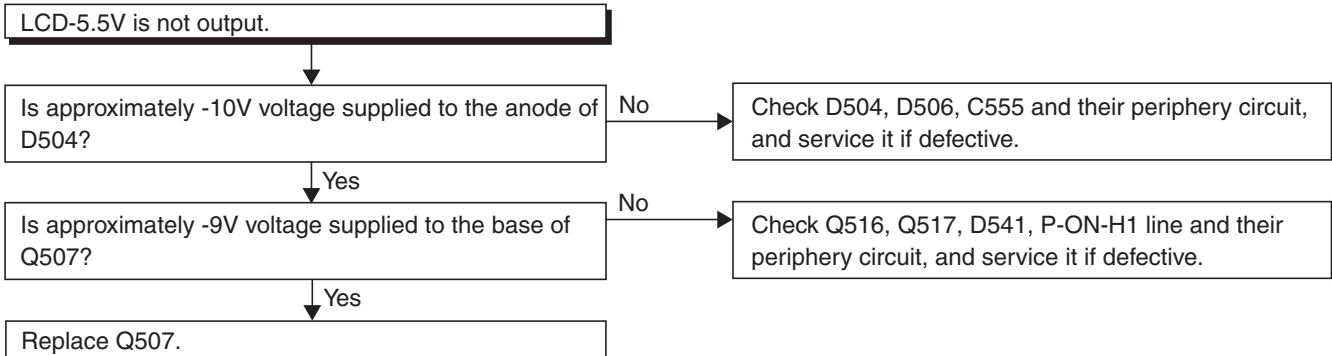 LCD-5.5V is not output.
Is approximately -10V voltage supplied to the anode of
D504?
No
Check D504, D506, C555 and their periphery circuit,
and service it if defective.
Yes
Is approximately -9V voltage supplied to the base of
Q507?
No
Check Q516, Q517, D541, P-ON-H1 line and their
periphery circuit, and service it if defective.
Yes
Replace Q507.